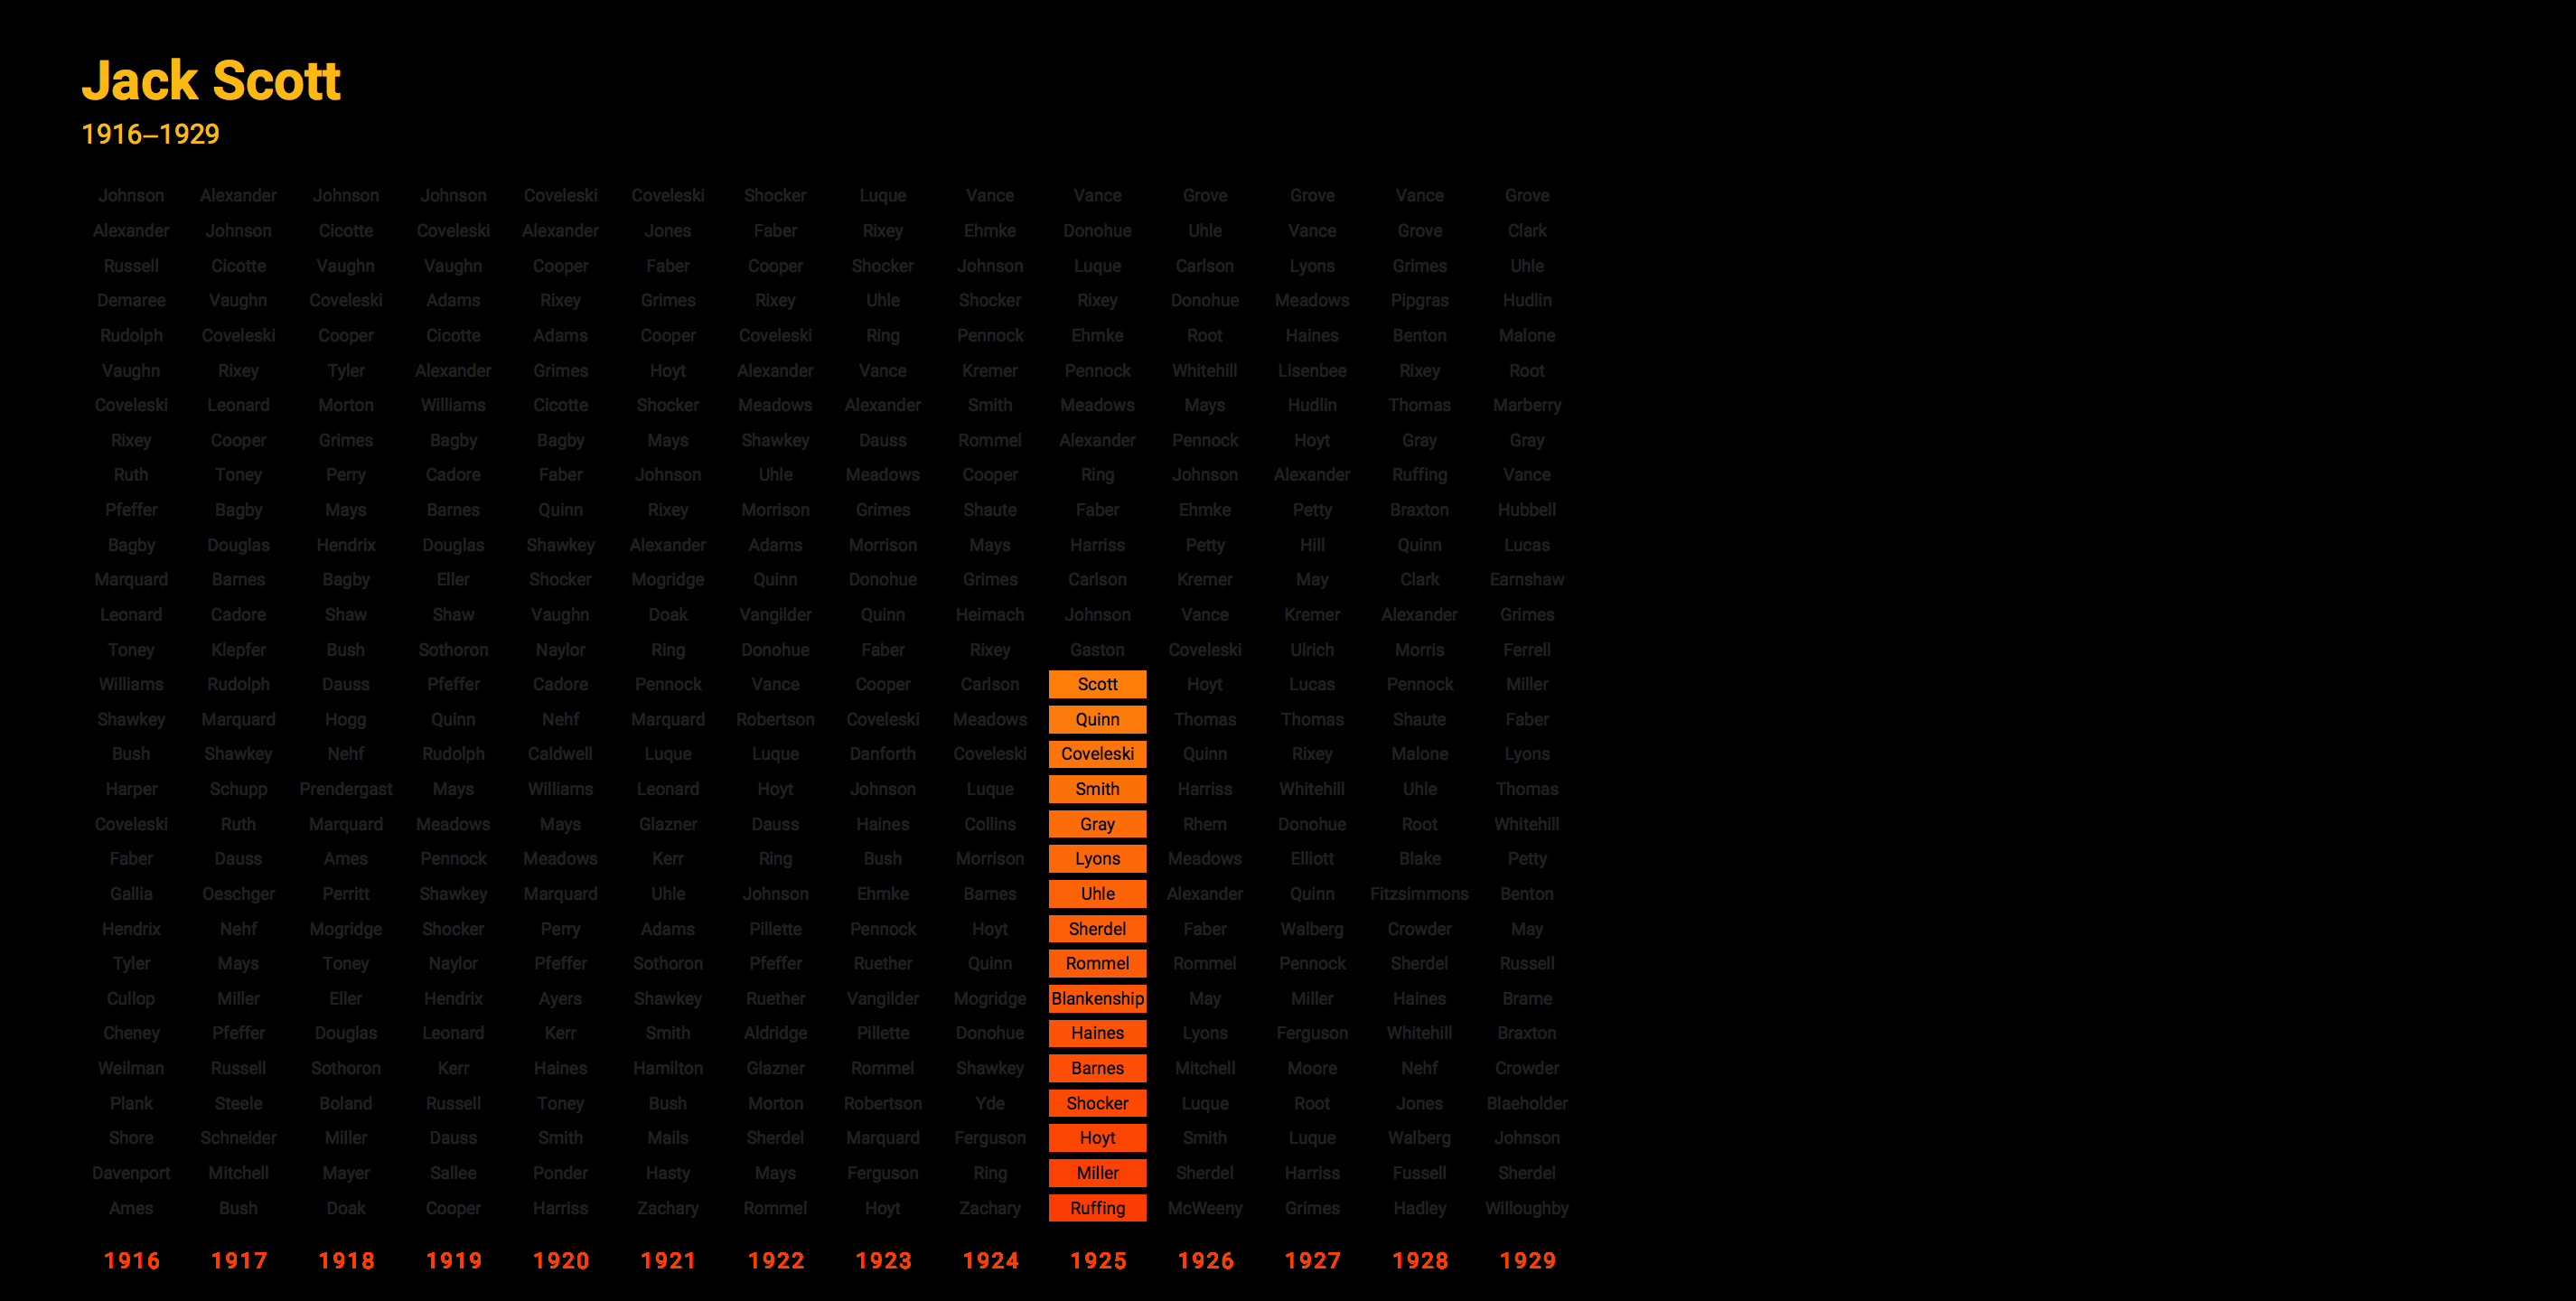 Jack Scott
1916–1929
Johnson Alexander Johnson Johnson Coveleski Coveleski Shocker Luque Vance Vance Grove Grove Vance Grove
Alexander Johnson Cicotte Coveleski Alexander Jones Faber Rixey Ehmke Donohue Uhle Vance Grove Clark
Russell Cicotte Vaughn Vaughn Cooper Faber Cooper Shocker Johnson Luque Carlson Lyons Grimes Uhle
Demaree Vaughn Coveleski Adams Rixey Grimes Rixey Uhle Shocker Rixey Donohue Meadows Pipgras Hudlin
Rudolph Coveleski Cooper Cicotte Adams Cooper Coveleski Ring Pennock Ehmke Root Haines Benton Malone
Vaughn Rixey Tyler Alexander Grimes Hoyt Alexander Vance Kremer Pennock Whitehill Lisenbee Rixey Root
Coveleski Leonard Morton Williams Cicotte Shocker Meadows Alexander Smith Meadows Mays Hudlin Thomas Marberry
Rixey Cooper Grimes Bagby Bagby Mays Shawkey Dauss Rommel Alexander Pennock Hoyt Gray Gray
Ruth Toney Perry Cadore Faber Johnson Uhle Meadows Cooper Ring Johnson Alexander Ruffing Vance
Pfeffer Bagby Mays Barnes Quinn Rixey Morrison Grimes Shaute Faber Ehmke Petty Braxton Hubbell
Bagby Douglas Hendrix Douglas Shawkey Alexander Adams Morrison Mays Harriss Petty Hill Quinn Lucas
Marquard Barnes Bagby Eller Shocker Mogridge Quinn Donohue Grimes Carlson Kremer May Clark Earnshaw
Leonard Cadore Shaw Shaw Vaughn Doak Vangilder Quinn Heimach Johnson Vance Kremer Alexander Grimes
Toney Klepfer Bush Sothoron Naylor Ring Donohue Faber Rixey Gaston Coveleski Ulrich Morris Ferrell
Williams Rudolph Dauss Pfeffer Cadore Pennock Vance Cooper Carlson Scott Hoyt Lucas Pennock Miller
Shawkey Marquard Hogg Quinn Nehf Marquard Robertson Coveleski Meadows Quinn Thomas Thomas Shaute Faber
Bush Shawkey Nehf Rudolph Caldwell Luque Luque Danforth Coveleski Coveleski Quinn Rixey Malone Lyons
Harper Schupp Prendergast Mays Williams Leonard Hoyt Johnson Luque Smith Harriss Whitehill Uhle Thomas
Coveleski Ruth Marquard Meadows Mays Glazner Dauss Haines Collins Gray Rhem Donohue Root Whitehill
Faber Dauss Ames Pennock Meadows Kerr Ring Bush Morrison Lyons Meadows Elliott Blake Petty
Gallia Oeschger Perritt Shawkey Marquard Uhle Johnson Ehmke Barnes Uhle Alexander Quinn Fitzsimmons Benton
Hendrix Nehf Mogridge Shocker Perry Adams Pillette Pennock Hoyt Sherdel Faber Walberg Crowder May
Tyler Mays Toney Naylor Pfeffer Sothoron Pfeffer Ruether Quinn Rommel Rommel Pennock Sherdel Russell
Cullop Miller Eller Hendrix Ayers Shawkey Ruether Vangilder Mogridge Blankenship May Miller Haines Brame
Cheney Pfeffer Douglas Leonard Kerr Smith Aldridge Pillette Donohue Haines Lyons Ferguson Whitehill Braxton
Weilman Russell Sothoron Kerr Haines Hamilton Glazner Rommel Shawkey Barnes Mitchell Moore Nehf Crowder
Plank Steele Boland Russell Toney Bush Morton Robertson Yde Shocker Luque Root Jones Blaeholder
Shore Schneider Miller Dauss Smith Mails Sherdel Marquard Ferguson Hoyt Smith Luque Walberg Johnson
Davenport Mitchell Mayer Sallee Ponder Hasty Mays Ferguson Ring Miller Sherdel Harriss Fussell Sherdel
Ames Bush Doak Cooper Harriss Zachary Rommel Hoyt Zachary Ruffing McWeeny Grimes Hadley Willoughby
1916 1917 1918 1919 1920 1921 1922 1923 1924 1925 1926 1927 1928 1929